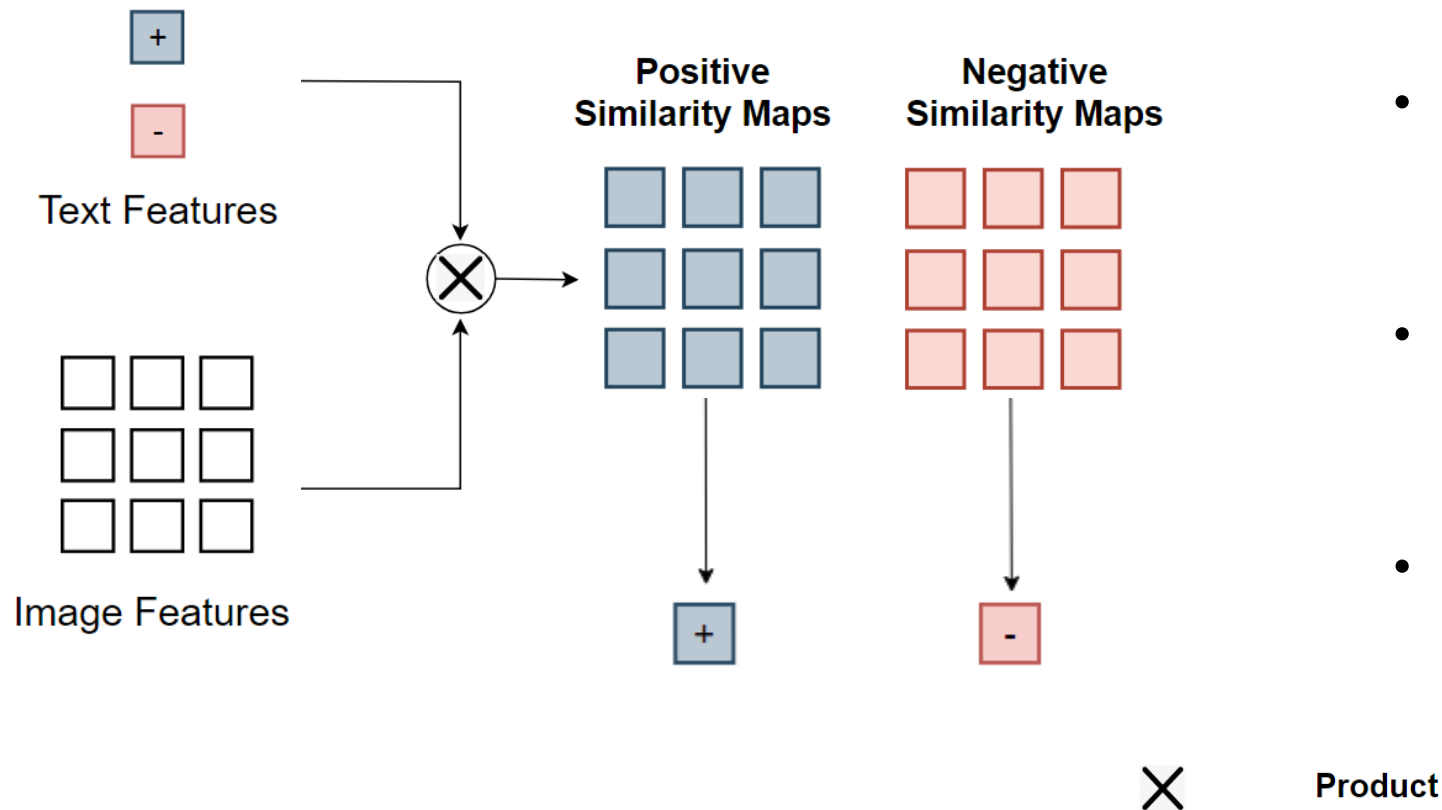 +
-
Text Features
Image Features
Positive
Similarity Maps
Negative
Similarity Maps
+
-
•
•
•
Product